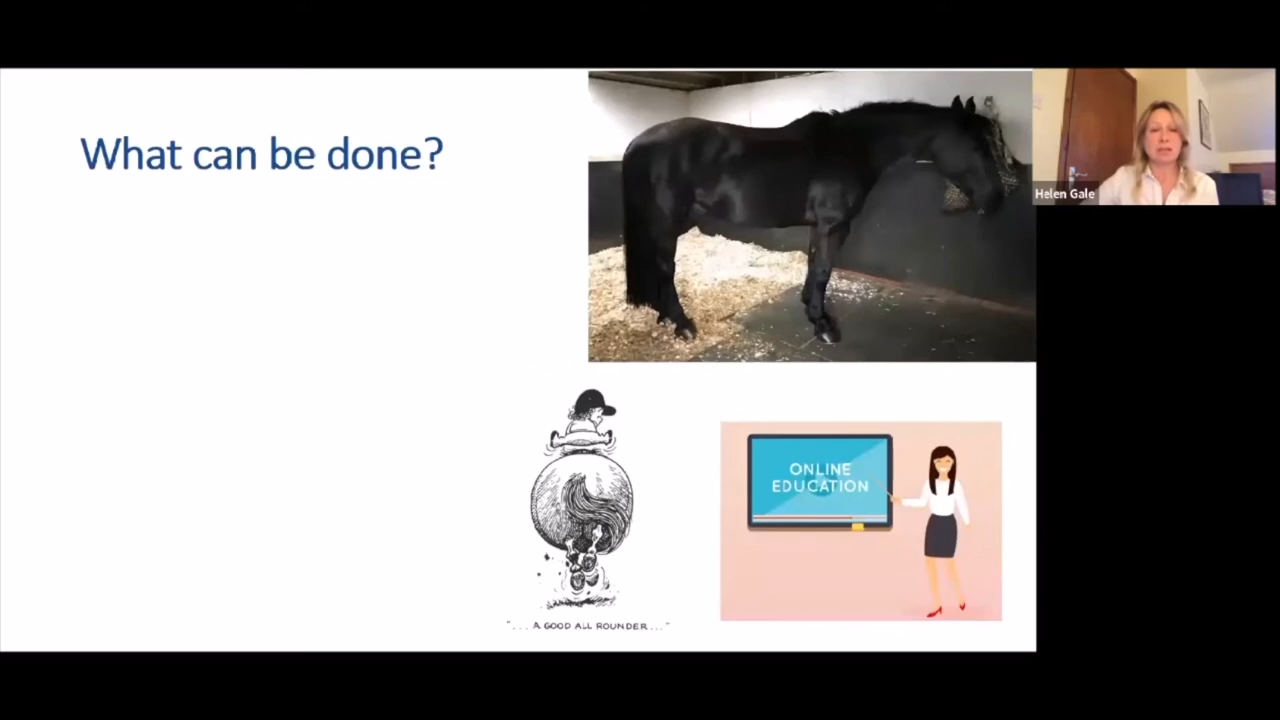 What can be done?
Helen Gale
ONLINE
EDUCATION
"... A GOOD ALL ROUNDER..."